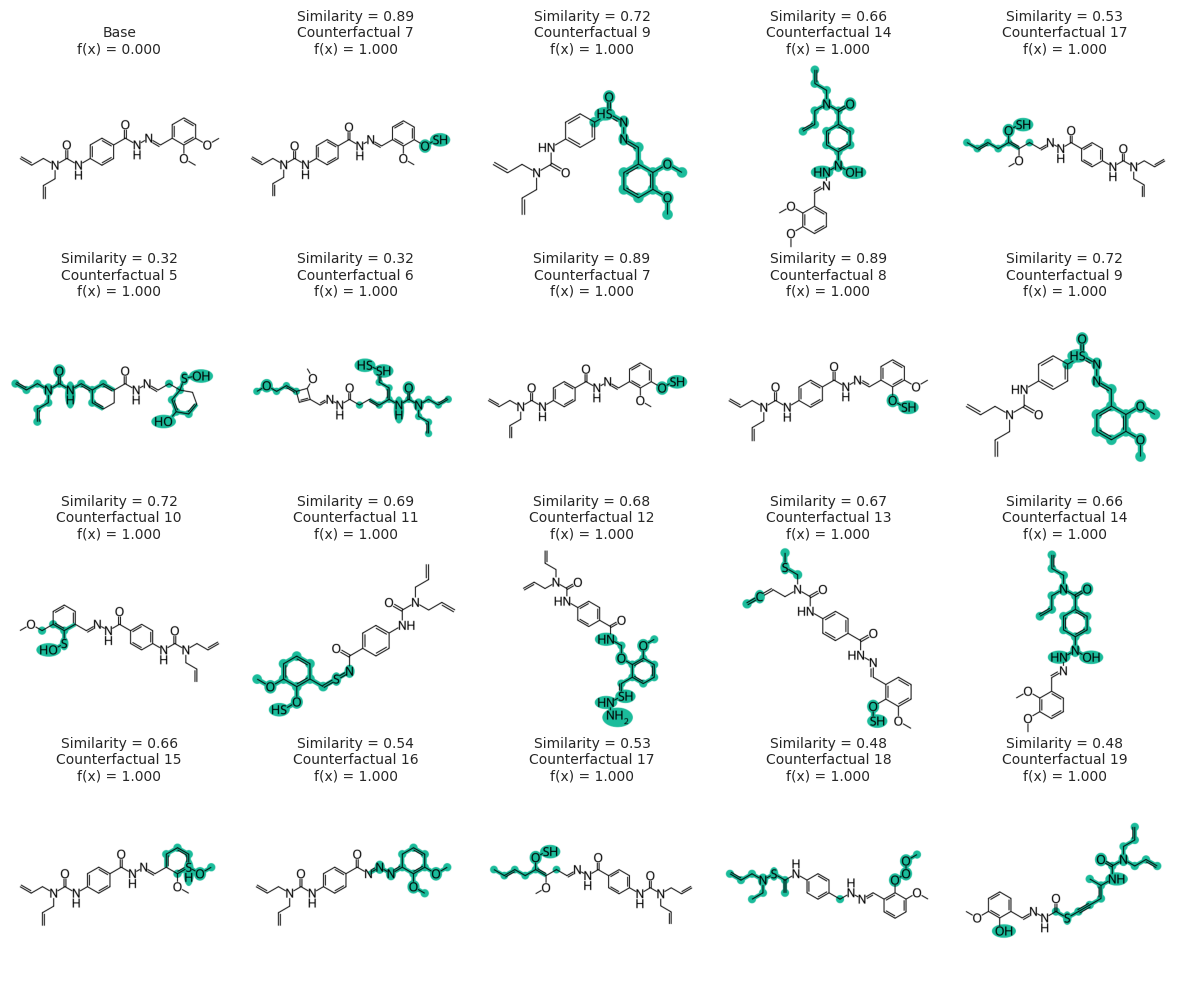 Base
f(x) = 0.000
Similarity = 0.89
Counterfactual 7
f(x) = 1.000
Similarity = 0.72
Counterfactual 9
f(x) = 1.000
Similarity = 0.66
Counterfactual 14
f(x) = 1.000
Similarity = 0.53
Counterfactual 17
f(x) = 1.000
Similarity = 0.32
Counterfactual 5
f(x) = 1.000
Similarity = 0.32
Counterfactual 6
f(x) = 1.000
Similarity = 0.89
Counterfactual 7
f(x) = 1.000
Similarity = 0.89
Counterfactual 8
f(x) = 1.000
Similarity = 0.72
Counterfactual 9
f(x) = 1.000
Similarity = 0.72
Counterfactual 10
f(x) = 1.000
Similarity = 0.69
Counterfactual 11
f(x) = 1.000
Similarity = 0.68
Counterfactual 12
f(x) = 1.000
Similarity = 0.67
Counterfactual 13
f(x) = 1.000
Similarity = 0.66
Counterfactual 14
f(x) = 1.000
Similarity = 0.66
Counterfactual 15
f(x) = 1.000
Similarity = 0.54
Counterfactual 16
f(x) = 1.000
Similarity = 0.53
Counterfactual 17
f(x) = 1.000
Similarity = 0.48
Counterfactual 18
f(x) = 1.000
Similarity = 0.48
Counterfactual 19
f(x) = 1.000